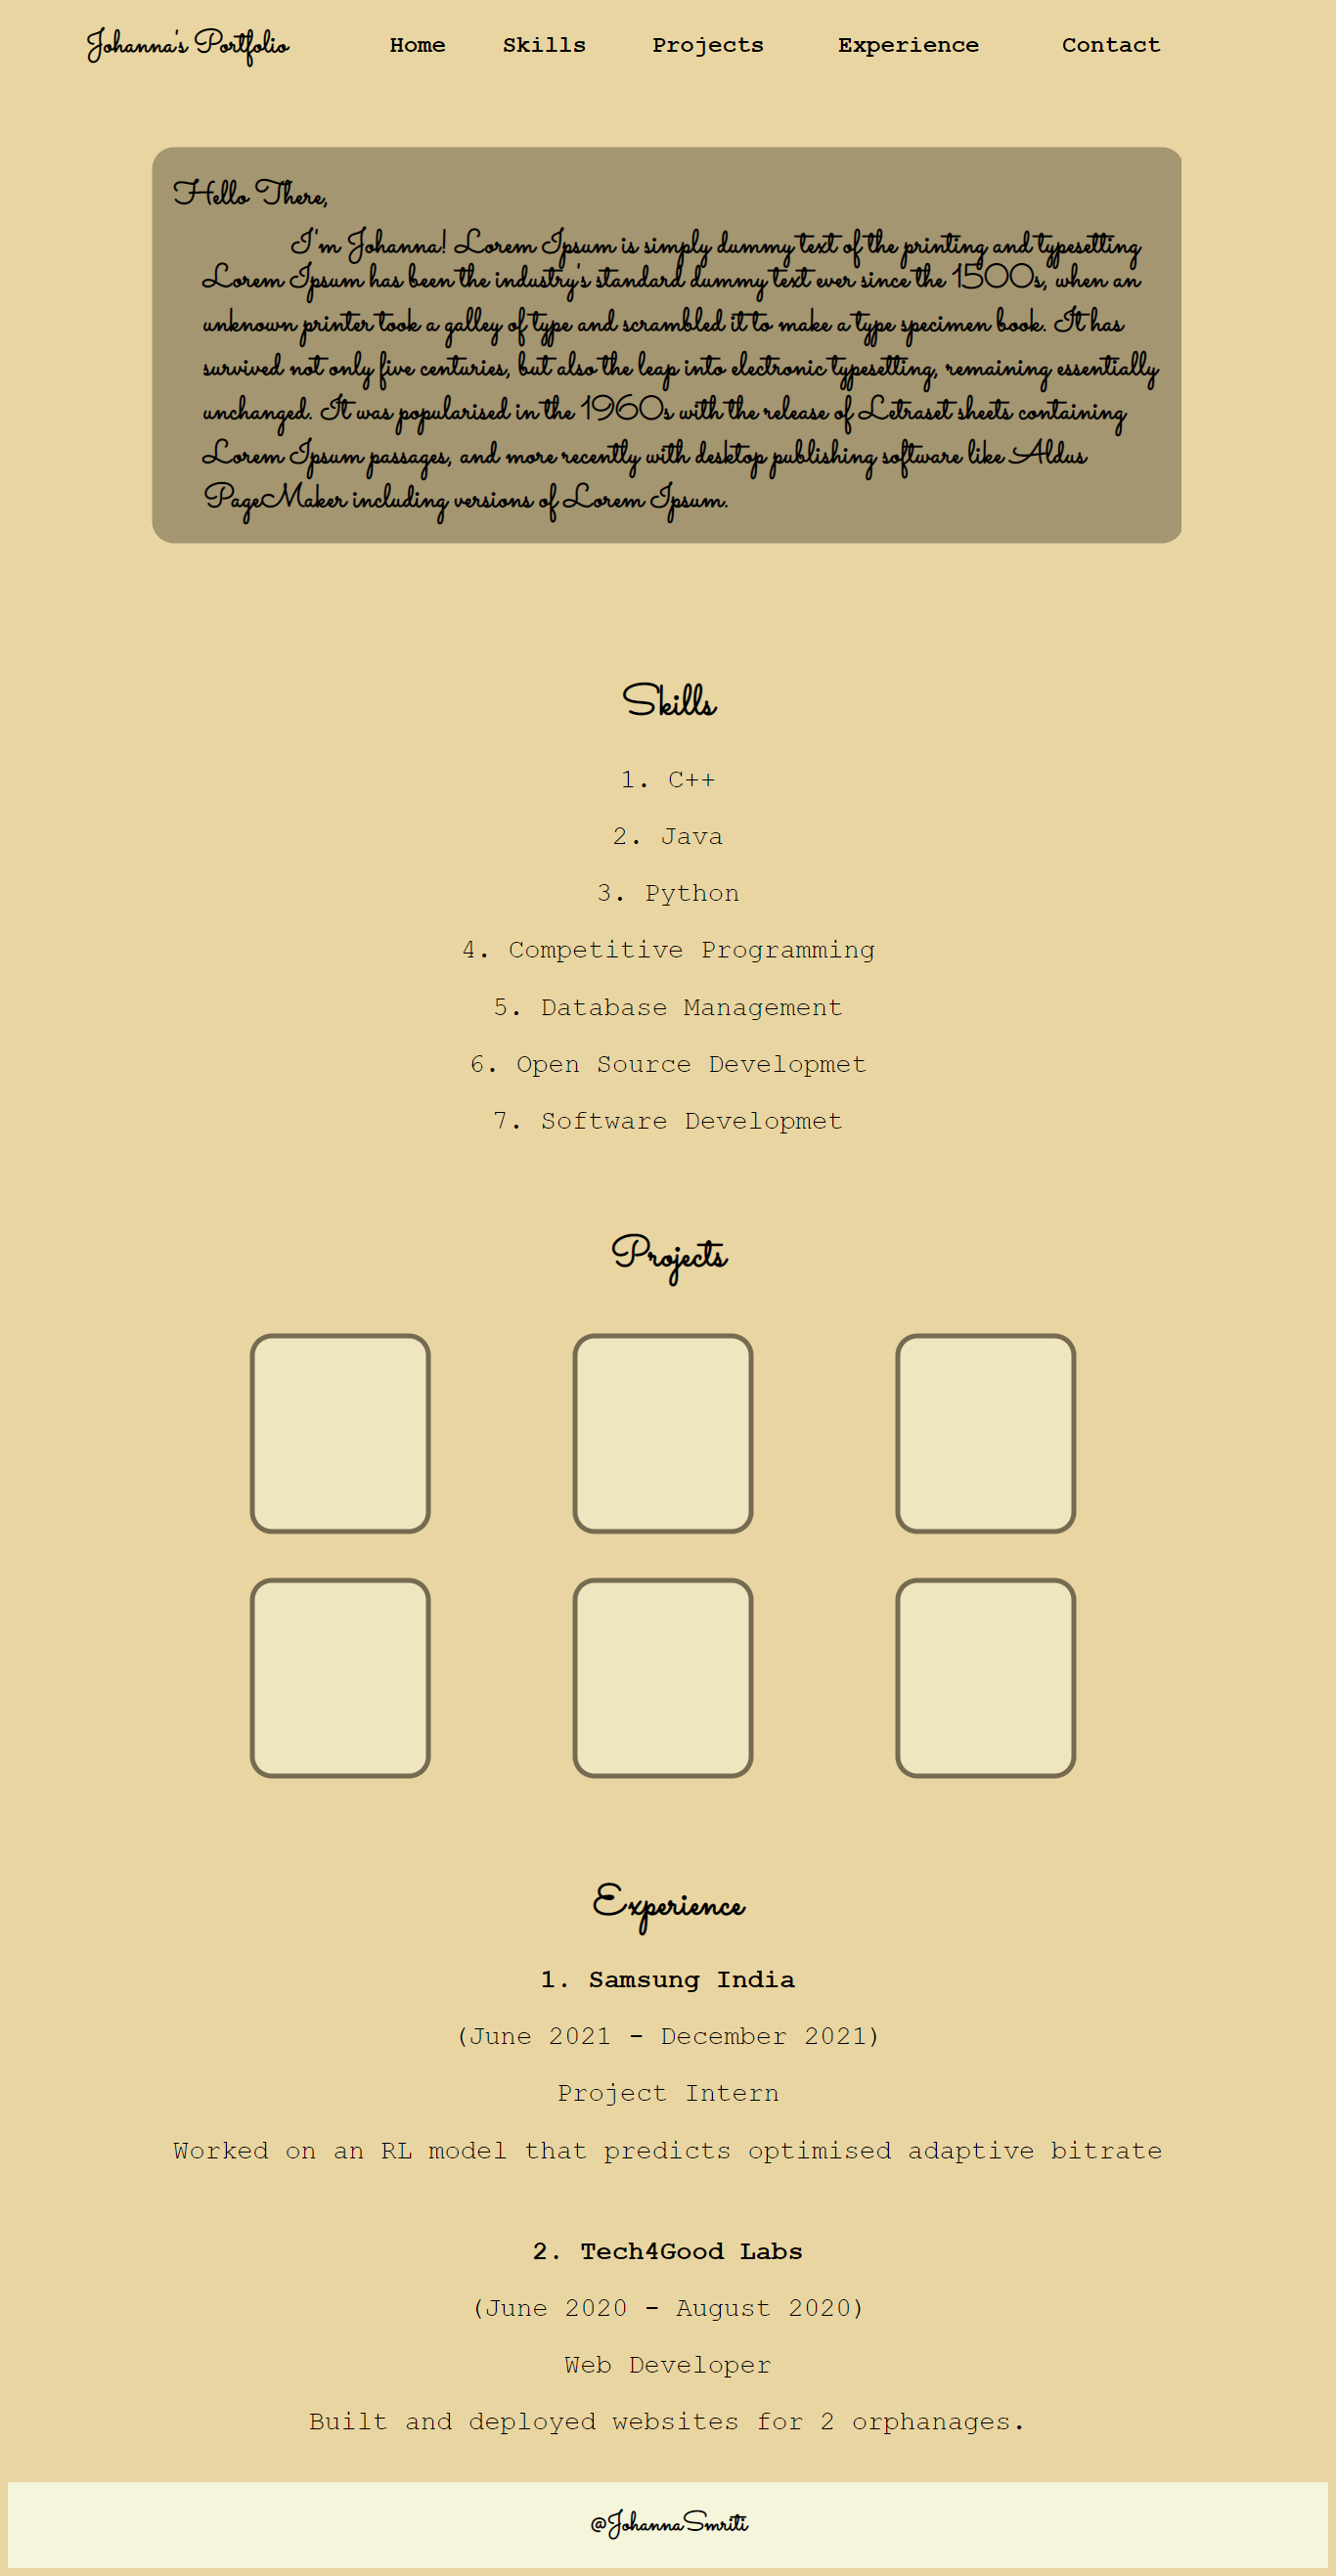 Johanna's Portfolio Home Skills Projects Experience Contact
Hello There,
I'm Johanna! Lorem Ipsum is simply dummy text of the printing and typesetting
Lorem Ipsum has been the industry's standard dummy text ever since the 1500s, when an
unknown printer took a galley of type and scrambled it to make a type specimen book. It has
survived not only five centuries, but also the leap into electronic typesetting, remaining essentially
unchanged. It was popularised in the 1960s with the release of Letraset sheets containing
Lorem Ipsum passages, and more recently with desktop publishing software like Aldus
PageMaker including versions of Lorem Ipsum.
Skills
1. C++
2. Java
3. Python
4. Competitive Programming
5. Database Management
6. Open Source Developmet
7. Software Developmet
Projects
Experience
1. Samsung India
(June 2021 - December 2021)
Project Intern
Worked on an RL model that predicts optimised adaptive bitrate
2. Tech4Good Labs
(June 2020 - August 2020)
Web Developer
Built and deployed websites for 2 orphanages.
@JohannaSmriti